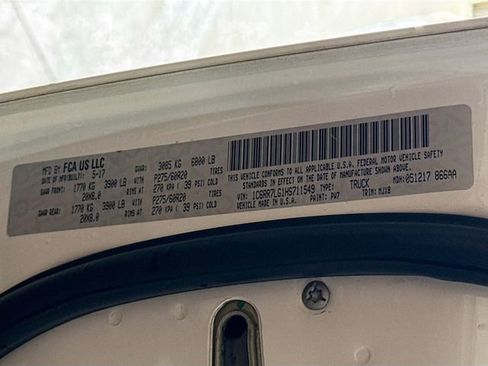 MFD BY FCA US LLC
DATE OF MFR 5-17 GVWR: 3085 KG 6800 LB
GAWR FRONT: 1770 KG 3900 LB WITH P275/60R20 TIRES
20X8.0 RIMS AT 270 KPA ( 39 PSI) COLD
GAWR REAR: 1770 KG 3900 LB WITH P275/60R20 TIRES
20X8.0 RIMS AT 270 KPA ( 39 PSI) COLD
THIS VEHICLE CONFORMS TO ALL APPLICABLE U.S.A. FEDERAL MOTOR VEHICLE SAFETY
STANDARDS IN EFFECT ON THE DATE OF MANUFACTURE SHOWN ABOVE.
VIN: 1C6RR7LG1HS711549 TRUCK MDH:051217 866AA
VEHICLE MADE IN U.S.A. PAINT: PW7 TRIM: